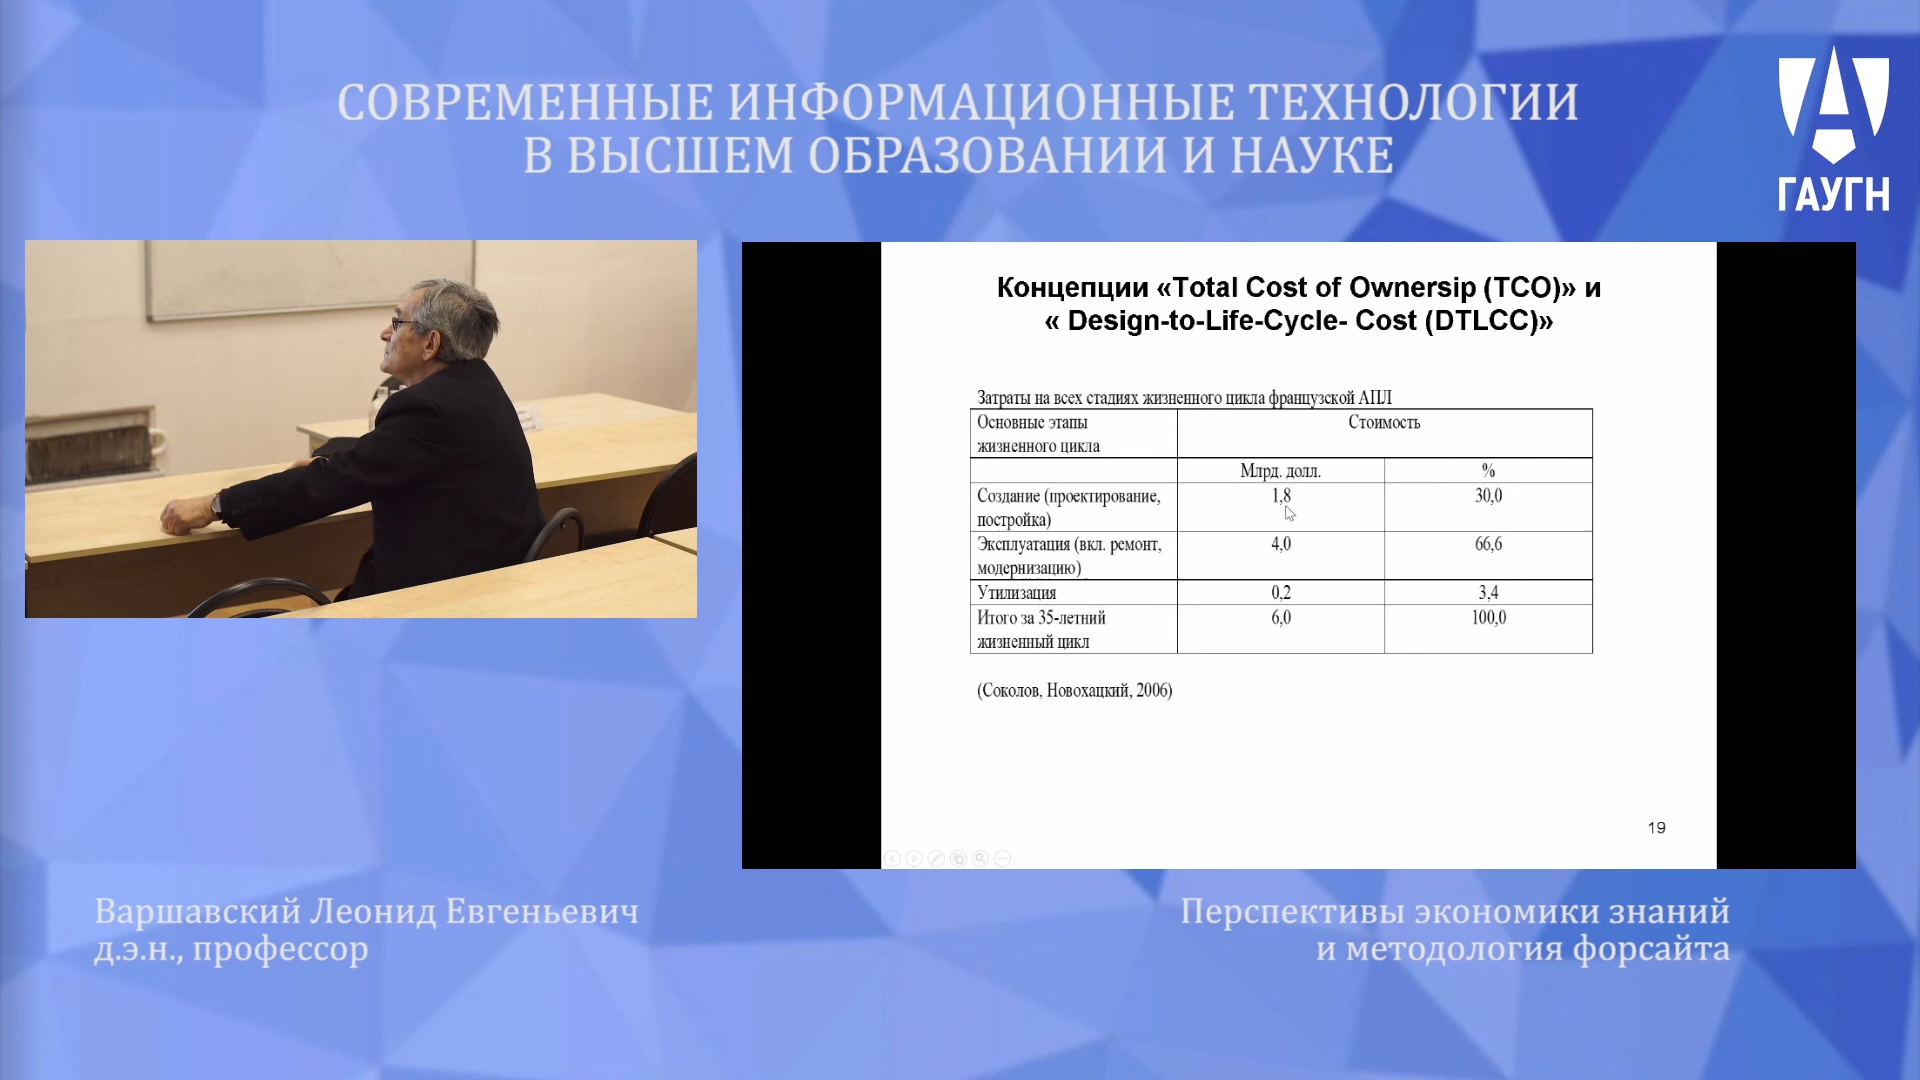 СОВРЕМЕННЫЕ ИНФОРМАЦИОННЫЕ ТЕХНОЛОГИИ
В ВЫСШЕМ ОБРАЗОВАНИИ И НАУКЕ
ГАУГН
Концепции «Total Cost of Ownersip (TCO)» и
« Design-to-Life-Cycle- Cost (DTLCC)»
Затраты на всех стадиях жизненного цикла французской АПЛ
Основные этапы
жизненного цикла
Стоимость
Млрд. долл.
%
Создание (проектирование,
постройка)
1,8
30,0
Эксплуатация (вкл. ремонт,
модернизацию)
4,0
66,6
Утилизация
0,2
3,4
Итого за 35-летний
жизненный цикл
6,0
100,0
(Соколов, Новохацкий, 2006)
19
Варшавский Леонид Евгеньевич
д.э.н., профессор
Перспективы экономики знаний
и методология форсайта